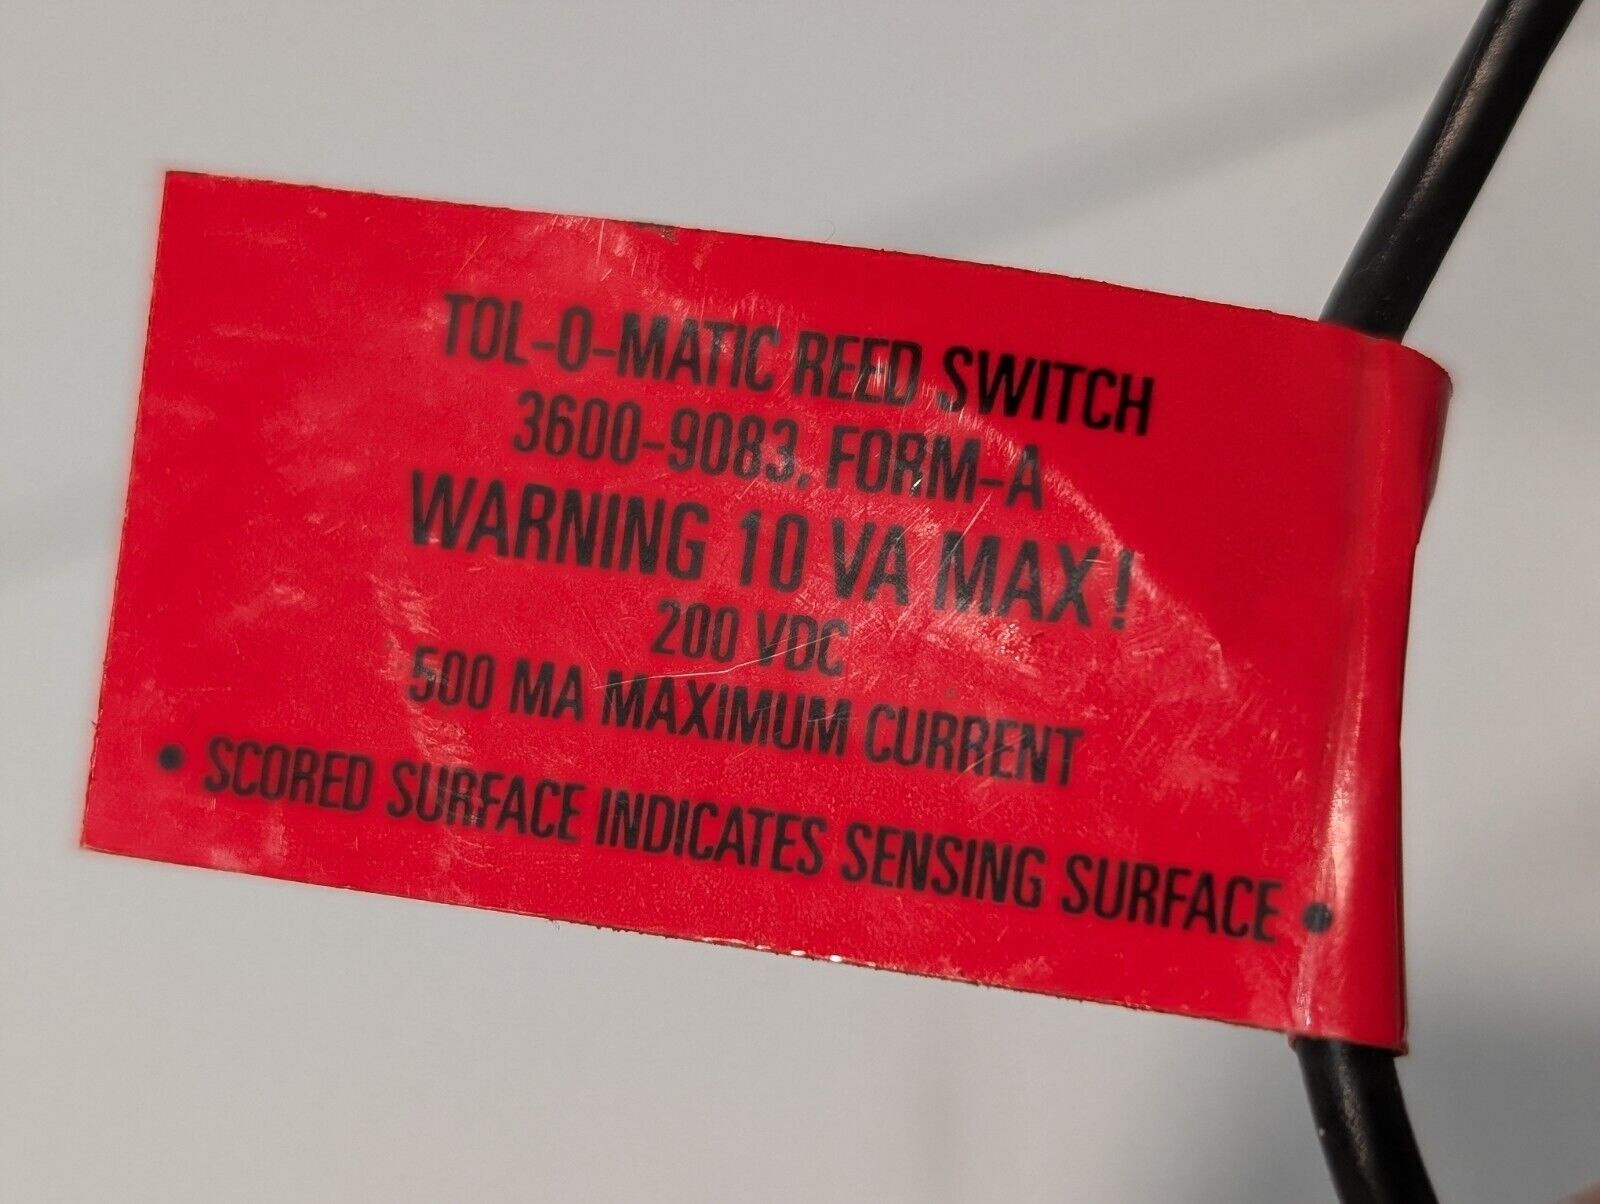 TOL-O-MATIC REED SWITCH
3600-9083, FORM-A
WARNING 10 VA MAX!
200 VDC
500 MA MAXIMUM CURRENT
• SCORED SURFACE INDICATES SENSING SURFACE •